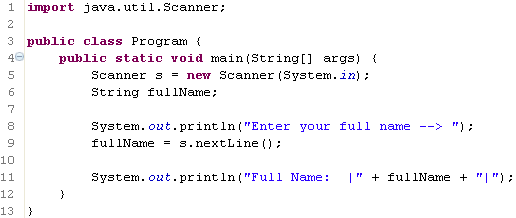 1 import java.util.Scanner;
2
3 public class Program {
4     public static void main(String[] args) {
5         Scanner s = new Scanner(System.in);
6         String fullName;
7
8         System.out.println("Enter your full name --> ");
9         fullName = s.nextLine();
10
11         System.out.println("Full Name:  |" + fullName + "|");
12     }
13 }